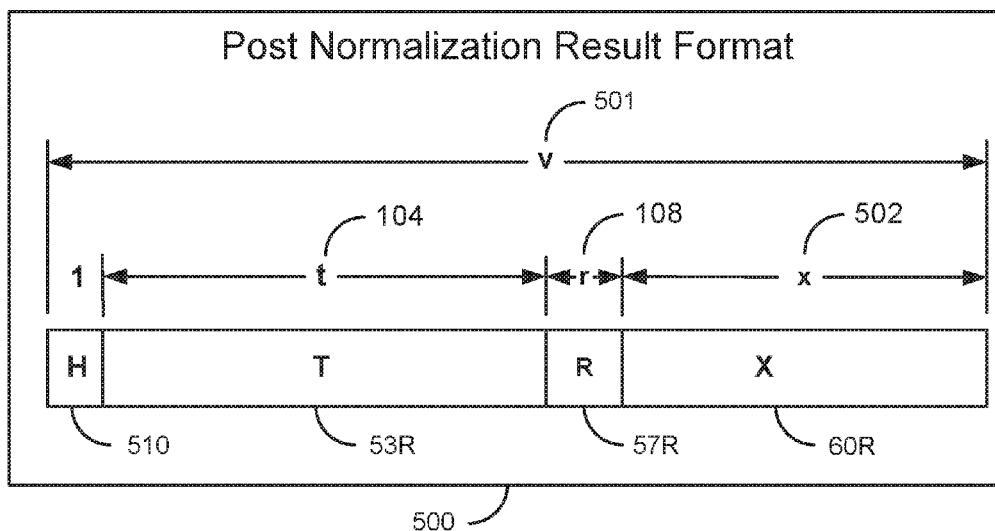 Post Normalization Result Format
501
v
104 108 502
1 t r x
H T R X
510 53R 57R 60R
500